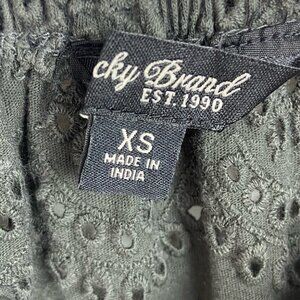 cky Brand
EST. 1990
XS
MADE IN
INDIA